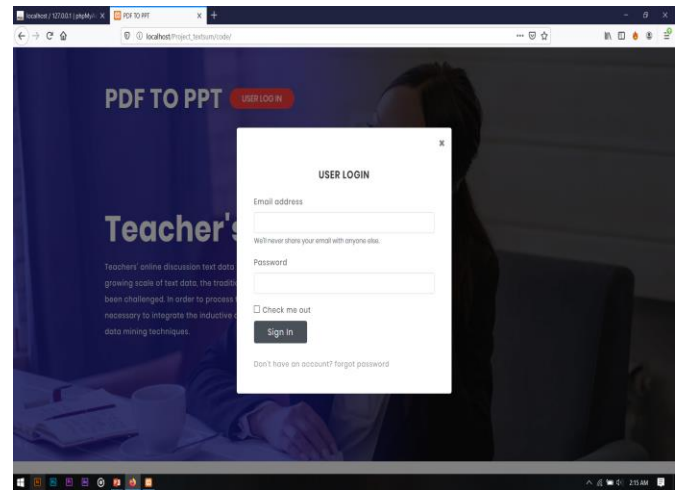 localhost / 127.0.0.1 | phpMyA
PDF TO PPT
localhost/Project_textsum/code/
PDF TO PPT
USER LOG IN
×
USER LOGIN
Email address
We'll never share your email with anyone else.
Password
Check me out
Sign In
Don't have an account? forgot password
Teacher's
Teachers' online discussion text data
growing scale of text data, the traditi
been challenged. In order to process
necessary to integrate the inductive
data mining techniques.
2:15 AM